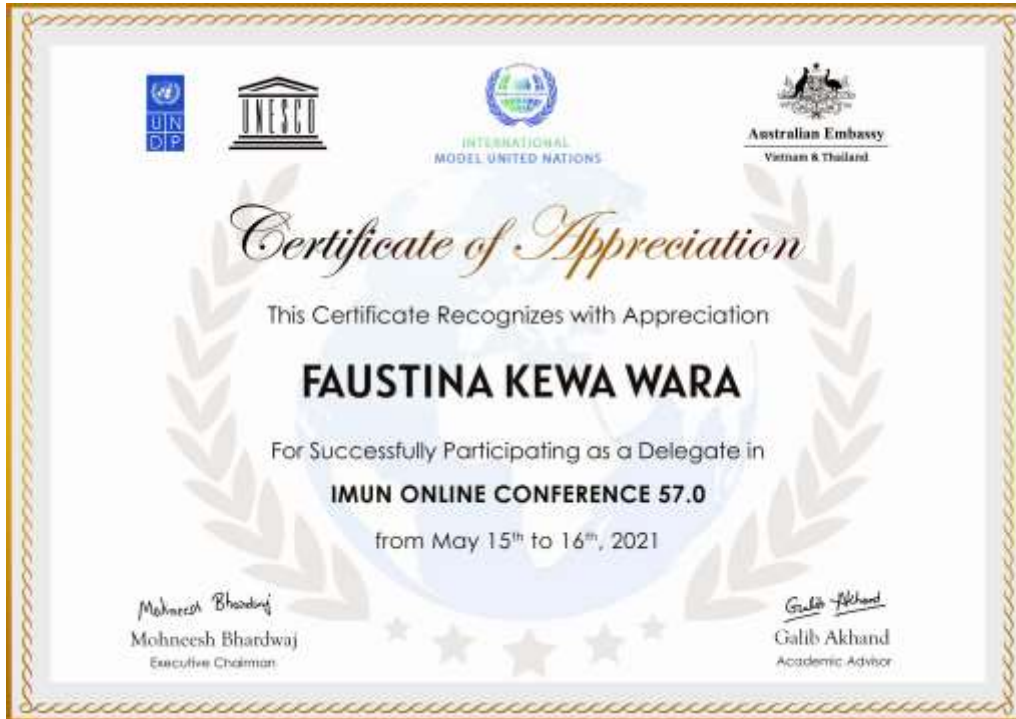 UN
DP
UNESCO
INTERNATIONAL
MODEL UNITED NATIONS
Australian Embassy
Vietnam & Thailand
Certificate of Appreciation
This Certificate Recognizes with Appreciation
FAUSTINA KEWA WARA
For Successfully Participating as a Delegate in
IMUN ONLINE CONFERENCE 57.0
from May 15th to 16th, 2021
Mohneesh Bhardwaj
Galib Akhand
Mohneesh Bhardwaj
Galib Akhand
Executive Chairman
Academic Advisor